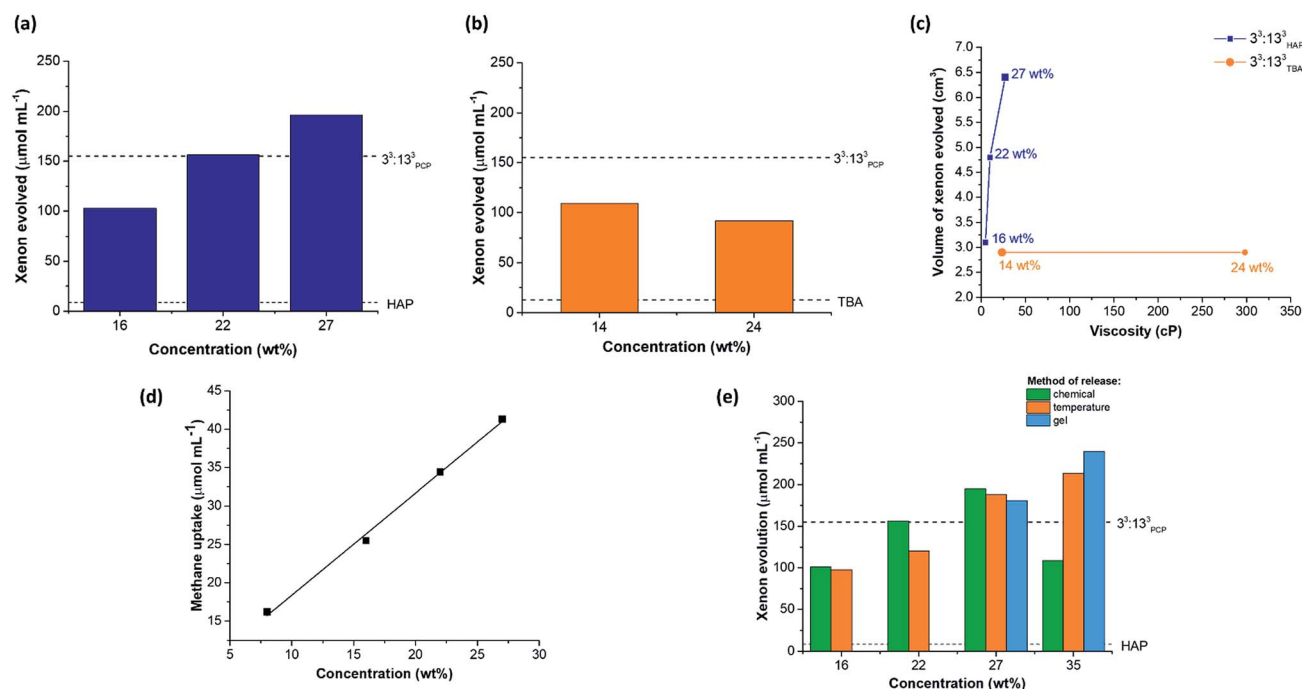 (a)
Xenon evolved (µmol mL⁻¹)
300
250
200
150
100
50
0
3³:13³PCP
HAP
16
22
27
Concentration (wt%)
(b)
Xenon evolved (µmol mL⁻¹)
300
250
200
150
100
50
0
3³:13³PCP
TBA
14
24
Concentration (wt%)
(c)
3³:13³HAP
3³:13³TBA
Volume of xenon evolved (cm³)
7.0
6.5
6.0
5.5
5.0
4.5
4.0
3.5
3.0
2.5
2.0
27 wt%
22 wt%
16 wt%
14 wt%
24 wt%
0
50
100
150
200
250
300
350
Viscosity (cP)
(d)
Methane uptake (µmol mL⁻¹)
45
40
35
30
25
20
15
5
10
15
20
25
30
Concentration (wt%)
(e)
Method of release:
chemical
temperature
gel
Xenon evolution (µmol mL⁻¹)
300
250
200
150
100
50
0
3³:13³PCP
HAP
16
22
27
35
Concentration (wt%)